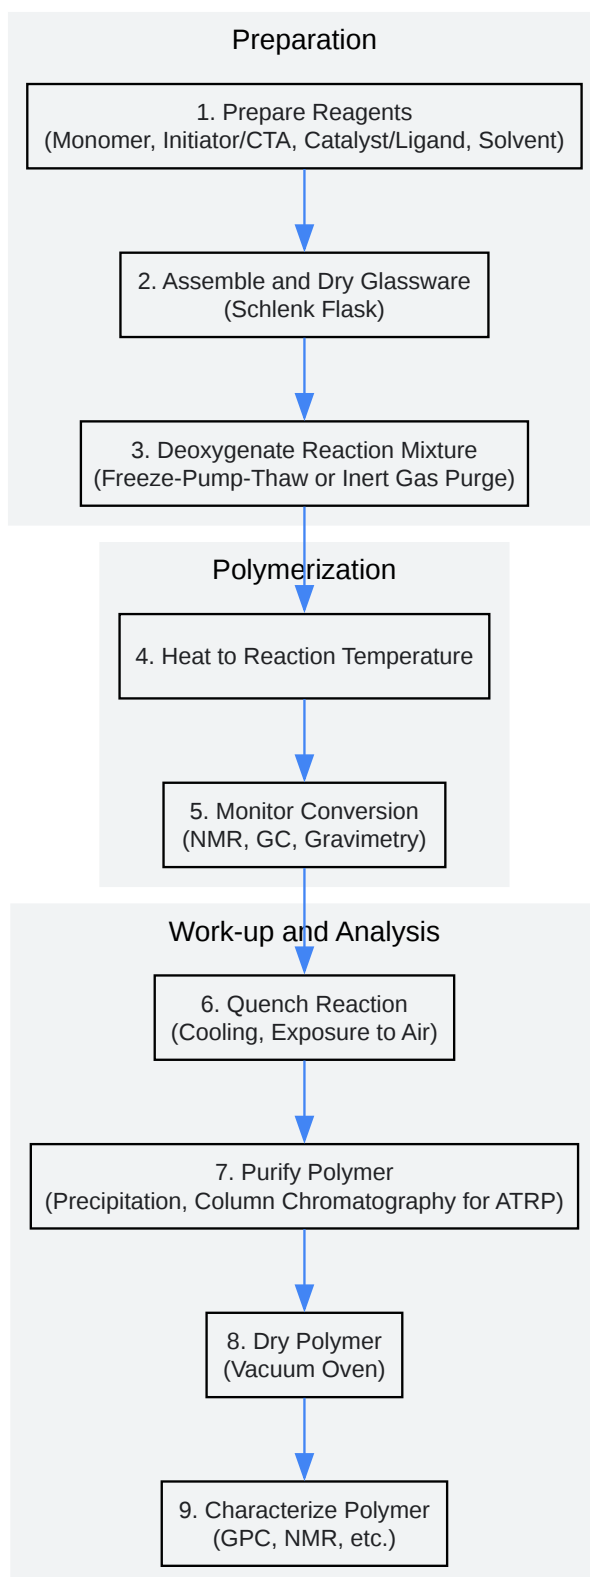 Preparation
1. Prepare Reagents
(Monomer, Initiator/CTA, Catalyst/Ligand, Solvent)
2. Assemble and Dry Glassware
(Schlenk Flask)
3. Deoxygenate Reaction Mixture
(Freeze-Pump-Thaw or Inert Gas Purge)
Polymerization
4. Heat to Reaction Temperature
5. Monitor Conversion
(NMR, GC, Gravimetry)
Work-up and Analysis
6. Quench Reaction
(Cooling, Exposure to Air)
7. Purify Polymer
(Precipitation, Column Chromatography for ATRP)
8. Dry Polymer
(Vacuum Oven)
9. Characterize Polymer
(GPC, NMR, etc.)